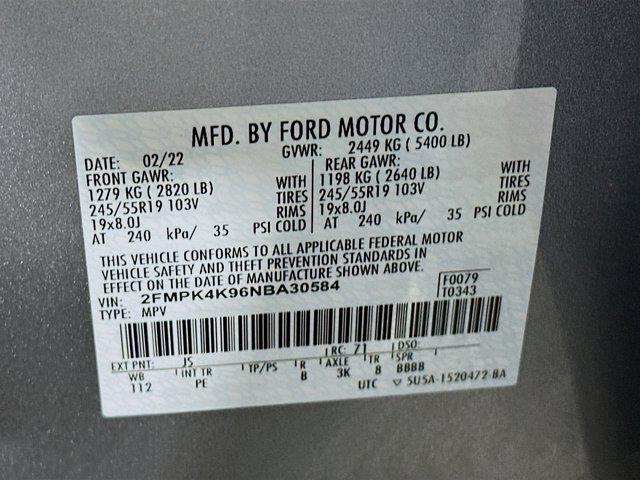 MFD. BY FORD MOTOR CO.
DATE: 02/22 GVWR: 2449 KG (5400 LB)
FRONT GAWR: REAR GAWR:
1279 KG (2820 LB) WITH 1198 KG (2640 LB) WITH
245/55R19 103V TIRES 245/55R19 103V TIRES
19x8.0J RIMS 19x8.0J RIMS
AT 240 kPa/ 35 PSI COLD AT 240 kPa/ 35 PSI COLD
THIS VEHICLE CONFORMS TO ALL APPLICABLE FEDERAL MOTOR
VEHICLE SAFETY AND THEFT PREVENTION STANDARDS IN
EFFECT ON THE DATE OF MANUFACTURE SHOWN ABOVE.
VIN: 2FMPK4K96NBA30584 F0079
TYPE: MPV T0343
EXT PNT: JS RC: 71 DSO:
WB INT TR TP/PS R AXLE TR SPR
112 PE B 3K 8 BBBB
UTC 5U5A-1520472-BA